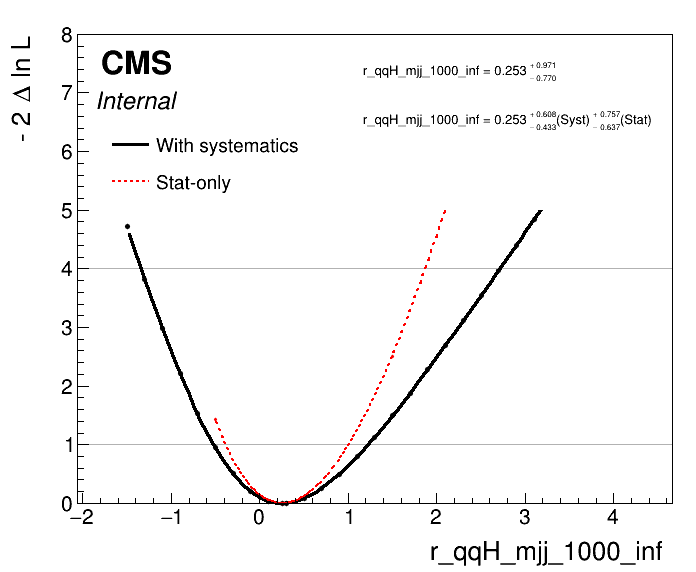 CMS
Internal
r_qqH_mjj_1000_inf = 0.253 +0.971 −0.770
r_qqH_mjj_1000_inf = 0.253 +0.608 −0.433 (Syst) +0.757 −0.637 (Stat)
With systematics
Stat-only
- 2 Δ ln L
8
7
6
5
4
3
2
1
0
−2 −1 0 1 2 3 4
r_qqH_mjj_1000_inf